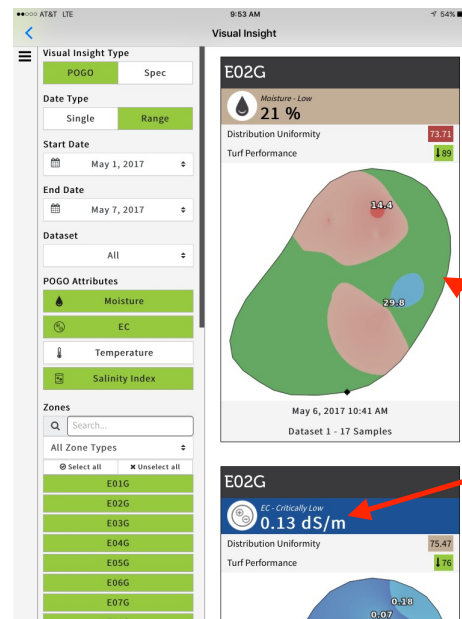 AT&T LTE 9:53 AM 54%
Visual Insight
Visual Insight Type
POGO Spec
Date Type
Single Range
Start Date
May 1, 2017
End Date
May 7, 2017
Dataset
All
POGO Attributes
Moisture
EC
Temperature
Salinity Index
Zones
Search...
All Zone Types
Select all Unselect all
E01G
E02G
E03G
E04G
E05G
E06G
E07G
E02G
Moisture - Low
21 %
Distribution Uniformity 73.71
Turf Performance 89
14.4
29.8
May 6, 2017 10:41 AM
Dataset 1 - 17 Samples
E02G
EC - Critically Low
0.13 dS/m
Distribution Uniformity 75.47
Turf Performance 76
0.18
0.07